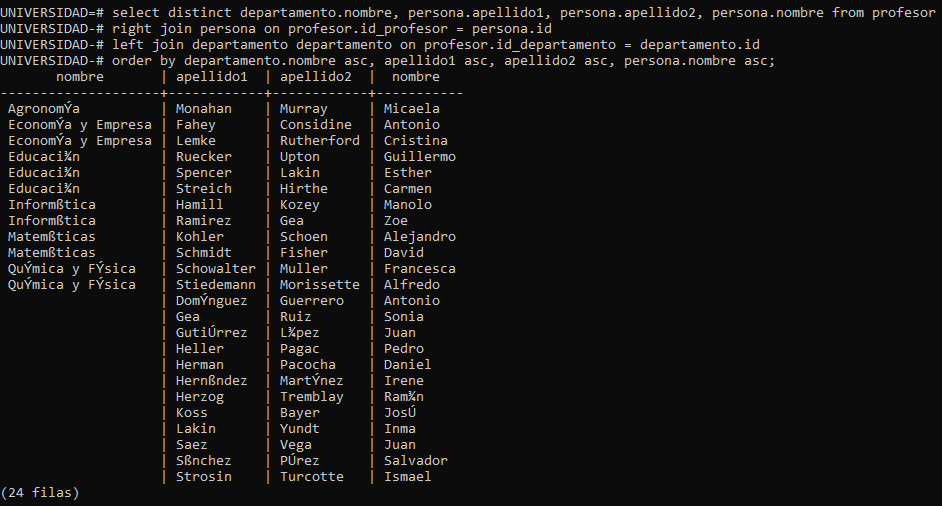 UNIVERSIDAD=# select distinct departamento.nombre, persona.apellido1, persona.apellido2, persona.nombre from profesor
UNIVERSIDAD-# right join persona on profesor.id_profesor = persona.id
UNIVERSIDAD-# left join departamento departamento on profesor.id_departamento = departamento.id
UNIVERSIDAD-# order by departamento.nombre asc, apellido1 asc, apellido2 asc, persona.nombre asc;
      nombre       | apellido1  | apellido2  |  nombre
-------------------+------------+------------+-----------
 AgronomÝa         | Monahan    | Murray     | Micaela
 EconomÝa y Empresa | Fahey      | Considine  | Antonio
 EconomÝa y Empresa | Lemke      | Rutherford | Cristina
 Educaci¾n         | Ruecker    | Upton      | Guillermo
 Educaci¾n         | Spencer    | Lakin      | Esther
 Educaci¾n         | Streich    | Hirthe     | Carmen
 Informßtica       | Hamill     | Kozey      | Manolo
 Informßtica       | Ramirez    | Gea        | Zoe
 Matemßticas       | Kohler     | Schoen     | Alejandro
 Matemßticas       | Schmidt    | Fisher     | David
 QuÝmica y FÝsica  | Schowalter | Muller     | Francesca
 QuÝmica y FÝsica  | Stiedemann | Morissette | Alfredo
                   | DomÝnguez  | Guerrero   | Antonio
                   | Gea        | Ruiz       | Sonia
                   | GutiÚrrez  | L¾pez      | Juan
                   | Heller     | Pagac      | Pedro
                   | Herman     | Pacocha    | Daniel
                   | Hernßndez  | MartÝnez   | Irene
                   | Herzog     | Tremblay   | Ram¾n
                   | Koss       | Bayer      | JosÚ
                   | Lakin      | Yundt      | Inma
                   | Saez       | Vega       | Juan
                   | Sßnchez    | PÚrez      | Salvador
                   | Strosin    | Turcotte   | Ismael
(24 filas)